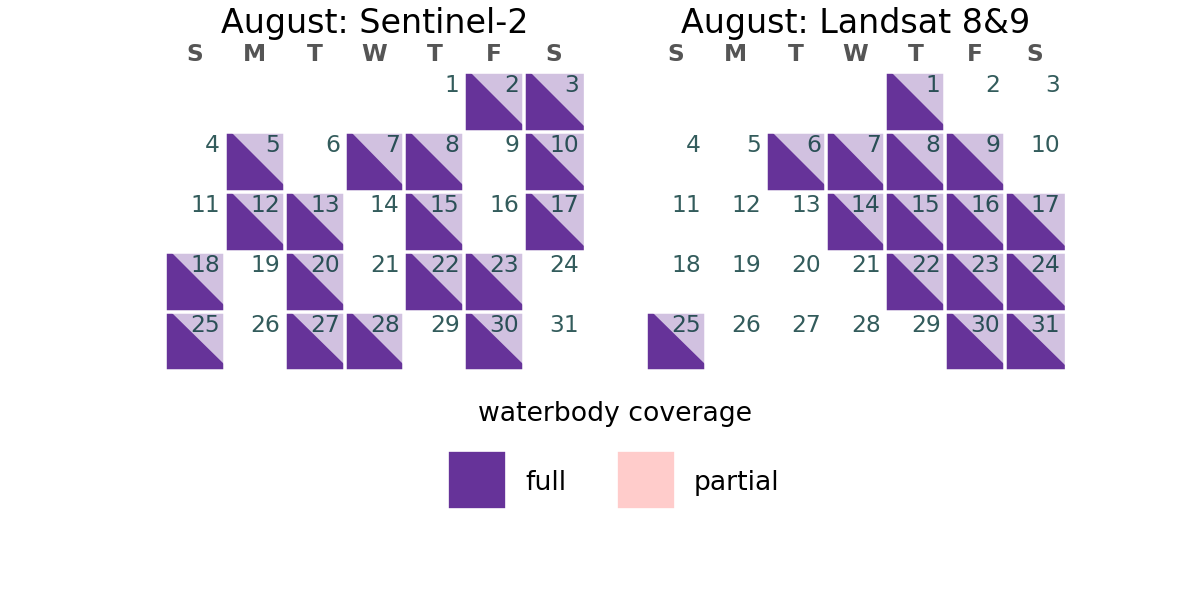 August: Sentinel-2
S M T W T F S
1 2 3
4 5 6 7 8 9 10
11 12 13 14 15 16 17
18 19 20 21 22 23 24
25 26 27 28 29 30 31
August: Landsat 8&9
S M T W T F S
1 2 3
4 5 6 7 8 9 10
11 12 13 14 15 16 17
18 19 20 21 22 23 24
25 26 27 28 29 30 31
waterbody coverage
full partial